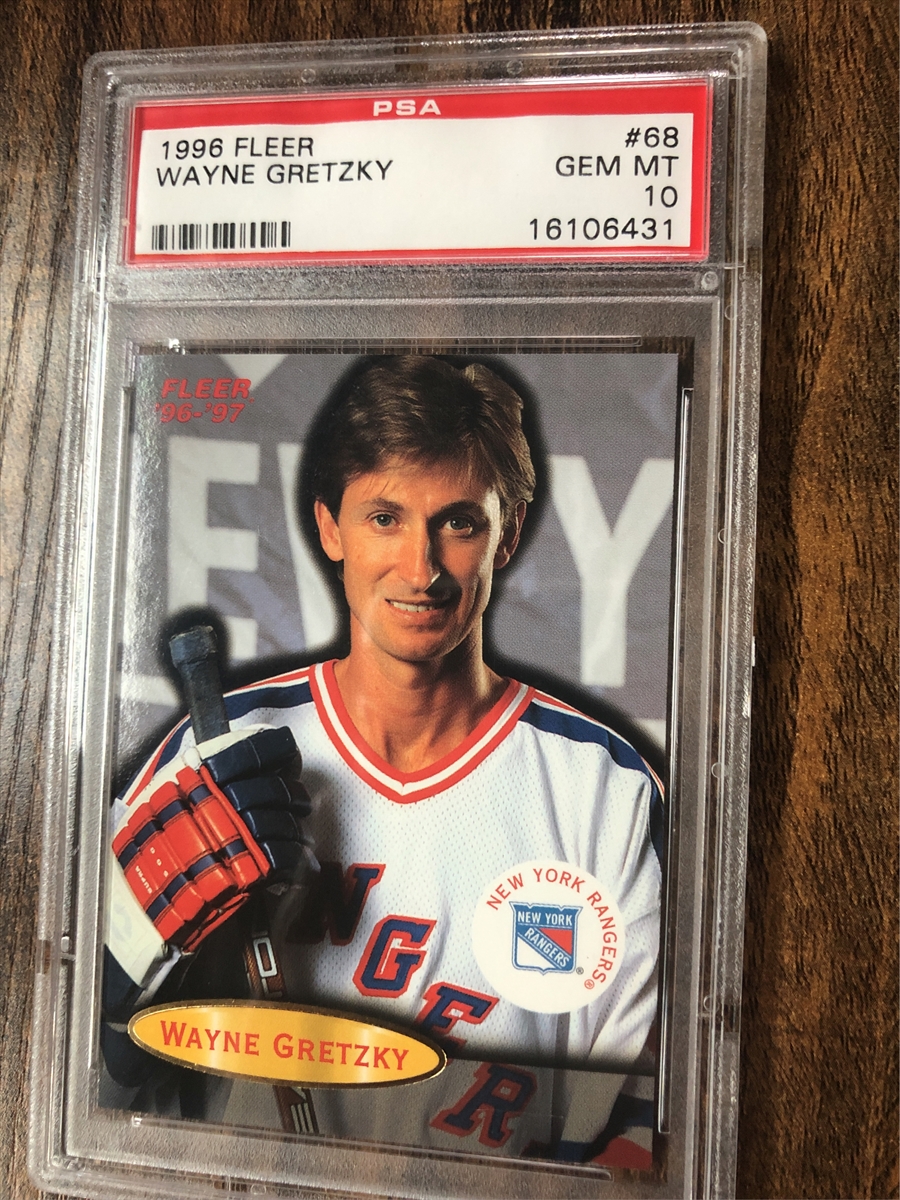 PSA
1996 FLEER #68
WAYNE GRETZKY GEM MT
10
16106431
FLEER
'96-'97
NEW YORK RANGERS®
NEW YORK
RANGERS
®
NGER
WAYNE GRETZKY